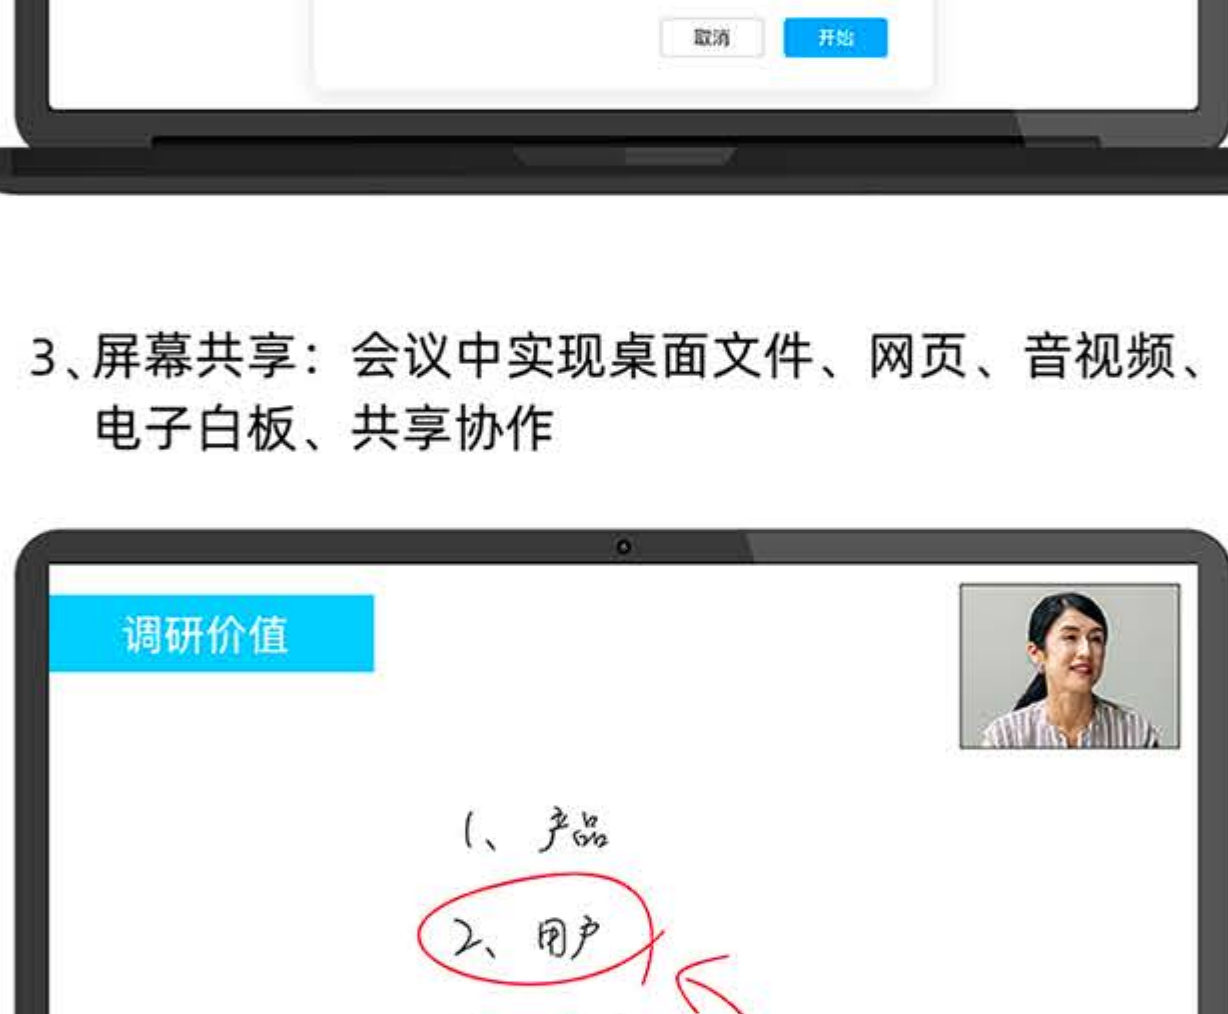 取消 开始
3、屏幕共享：会议中实现桌面文件、网页、音视频、
电子白板、共享协作
调研价值
1、产品
2、用户